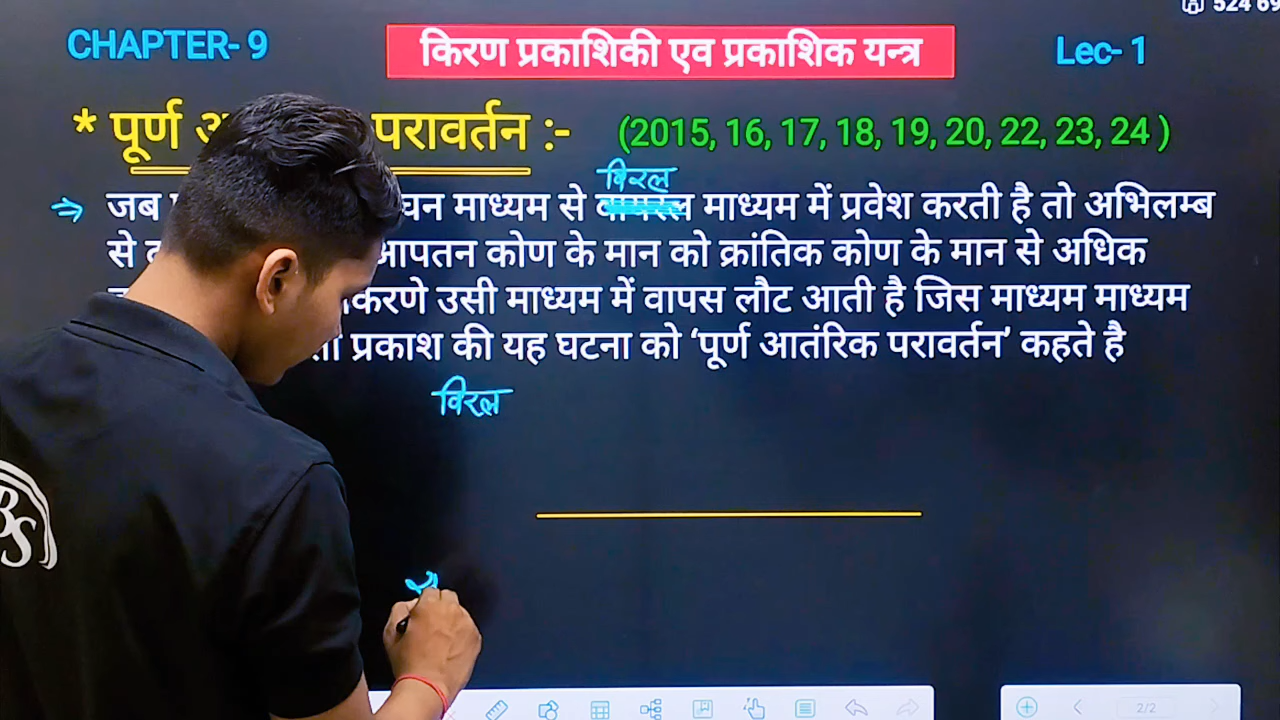 524 69
CHAPTER- 9 किरण प्रकाशिकी एव प्रकाशिक यन्त्र Lec- 1
* पूर्ण परावर्तन :- (2015, 16, 17, 18, 19, 20, 22, 23, 24 )
विरल
⇒ जब घन माध्यम से माध्यम में प्रवेश करती है तो अभिलम्ब
से आपतन कोण के मान को क्रांतिक कोण के मान से अधिक
उसी माध्यम में वापस लौट आती है जिस माध्यम माध्यम
प्रकाश की यह घटना को ‘पूर्ण आतंरिक परावर्तन’ कहते है
विरल
BS
2/2